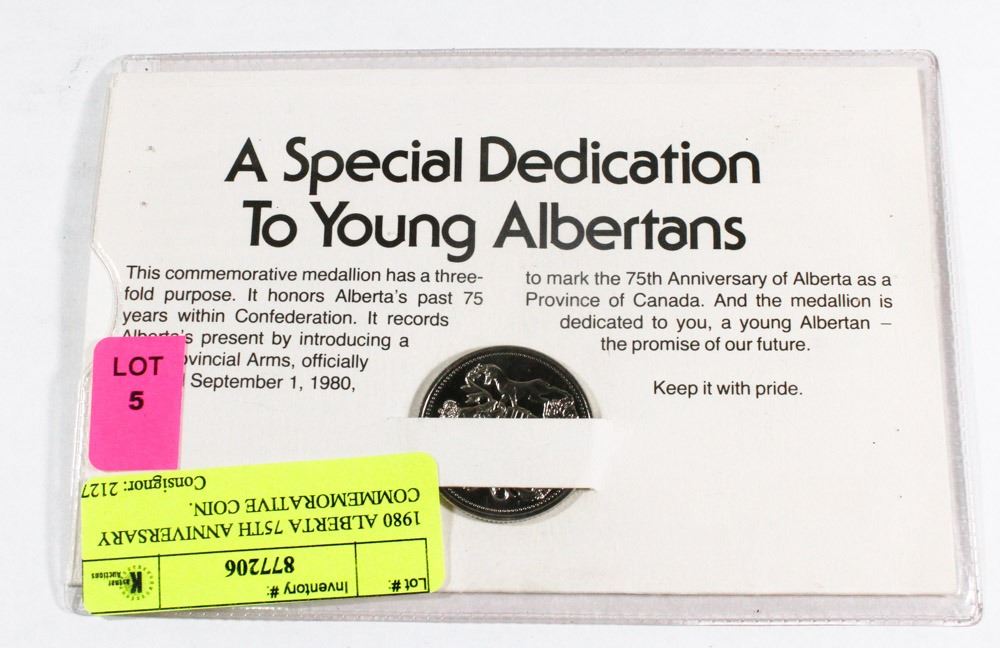 A Special Dedication
To Young Albertans
This commemorative medallion has a three-
fold purpose. It honors Alberta's past 75
years within Confederation. It records
Alberta's present by introducing a
Provincial Arms, officially
September 1, 1980,
to mark the 75th Anniversary of Alberta as a
Province of Canada. And the medallion is
dedicated to you, a young Albertan –
the promise of our future.
Keep it with pride.
LOT
5
Lot #:
Inventory #:
877206
Kastner
Auctions
1980 ALBERTA 75TH ANNIVERSARY
COMMEMORATIVE COIN.
Consignor: 2127